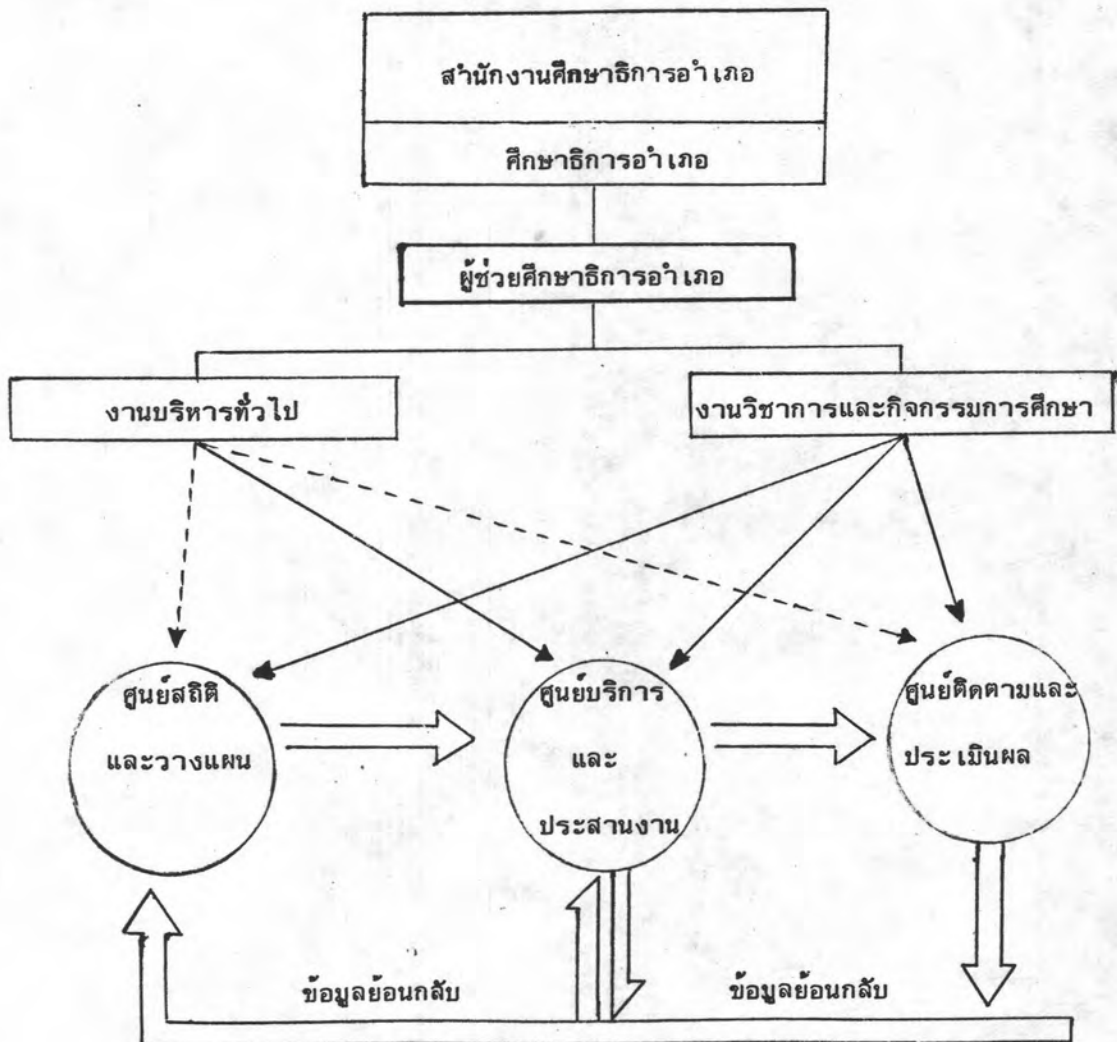 สำนักงานศึกษาธิการอำเภอ
ศึกษาธิการอำเภอ
ผู้ช่วยศึกษาธิการอำเภอ
งานบริหารทั่วไป
งานวิชาการและกิจกรรมการศึกษา
ศูนย์สถิติ
และวางแผน
ศูนย์บริการ
และ
ประสานงาน
ศูนย์ติดตามและ
ประเมินผล
ข้อมูลย้อนกลับ
ข้อมูลย้อนกลับ